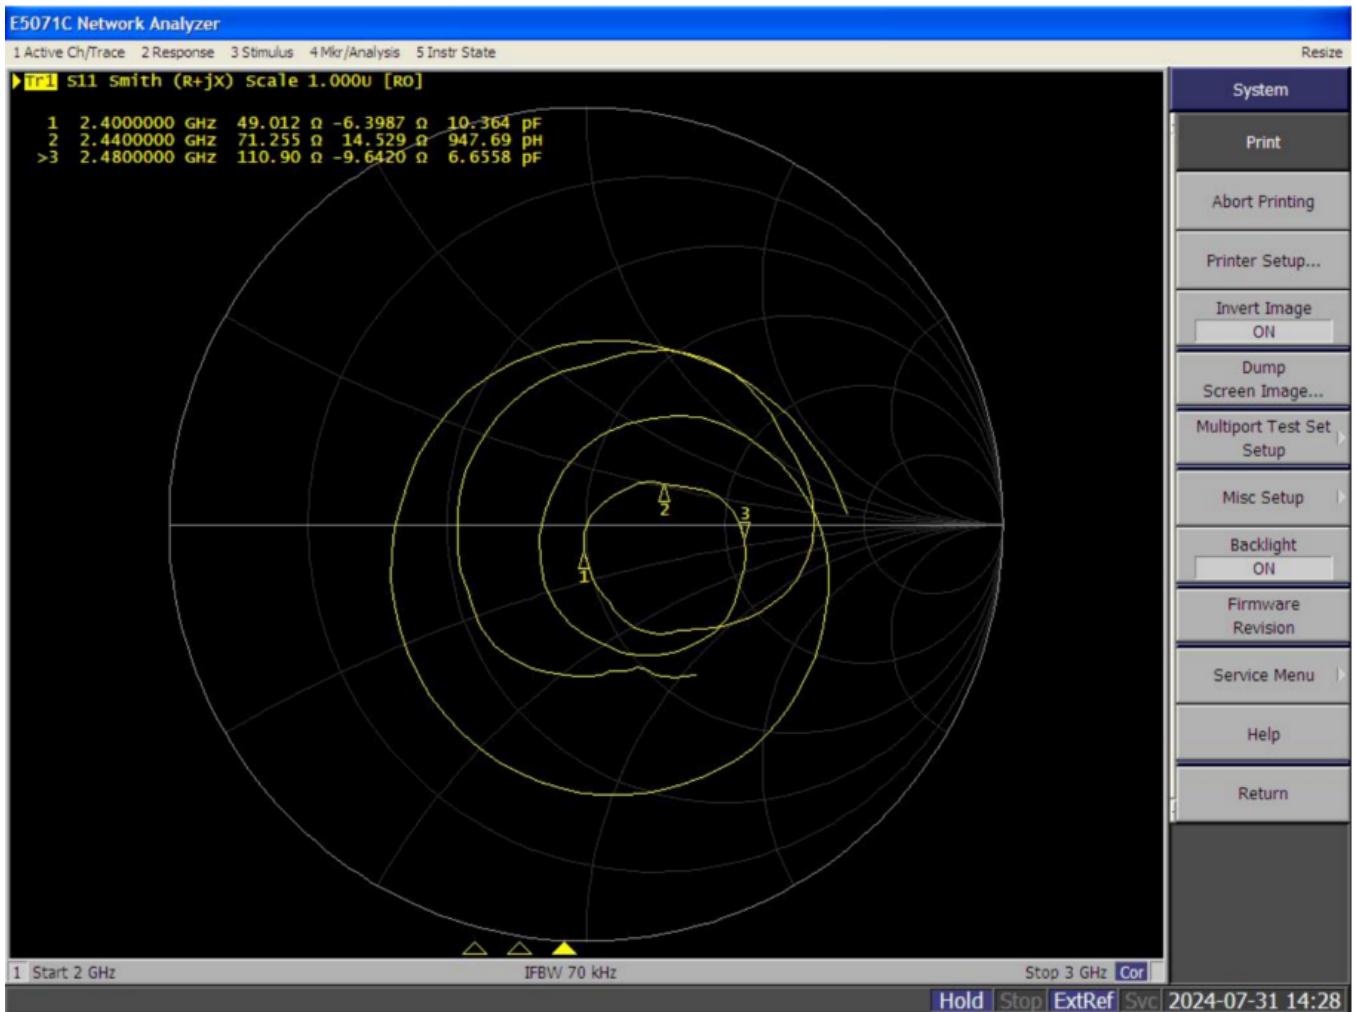 E5071C Network Analyzer
1 Active Ch/Trace 2 Response 3 Stimulus 4 Mkr/Analysis 5 Instr State Resize
Tr1 S11 Smith (R+jX) Scale 1.000U [R0]
1 2.4000000 GHz 49.012 Ω -6.3987 Ω 10.364 pF
2 2.4400000 GHz 71.255 Ω 14.529 Ω 947.69 pH
>3 2.4800000 GHz 110.90 Ω -9.6420 Ω 6.6558 pF
2
3
1
System
Print
Abort Printing
Printer Setup...
Invert Image
ON
Dump
Screen Image...
Multiport Test Set
Setup
Misc Setup
Backlight
ON
Firmware
Revision
Service Menu
Help
Return
1 Start 2 GHz IFBW 70 kHz Stop 3 GHz Cor
Hold Stop ExtRef Svc 2024-07-31 14:28